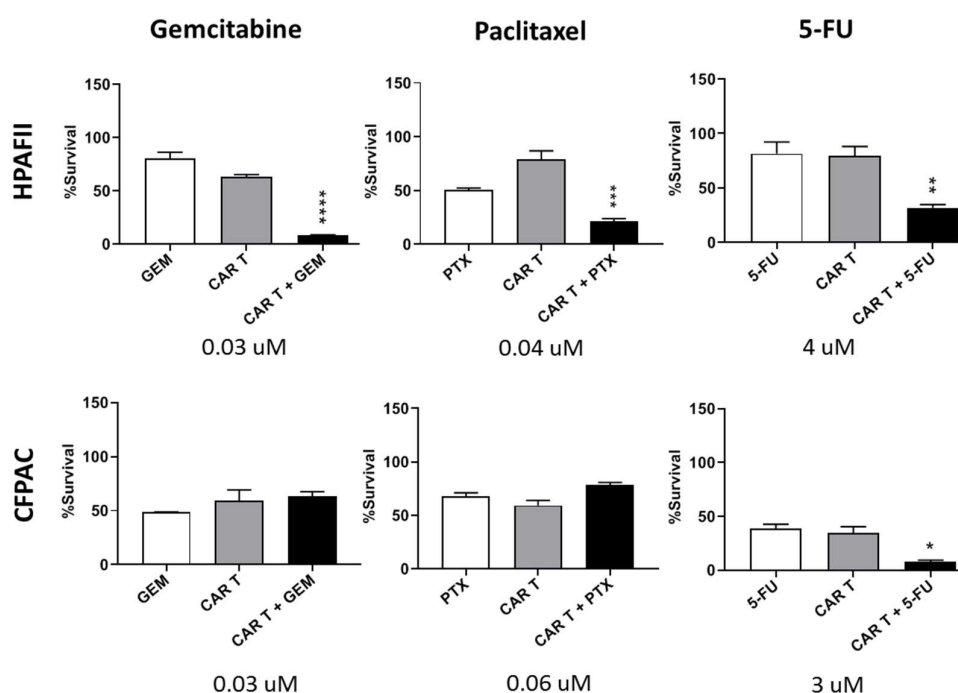 Gemcitabine Paclitaxel 5-FU
HPAFII
150
100
50
0
%Survival
****
GEM
CAR T
CAR T + GEM
0.03 uM
150
100
50
0
%Survival
***
PTX
CAR T
CAR T + PTX
0.04 uM
150
100
50
0
%Survival
**
5-FU
CAR T
CAR T + 5-FU
4 uM
CFPAC
150
100
50
0
%Survival
GEM
CAR T
CAR T + GEM
0.03 uM
150
100
50
0
%Survival
PTX
CAR T
CAR T + PTX
0.06 uM
150
100
50
0
%Survival
*
5-FU
CAR T
CAR T + 5-FU
3 uM